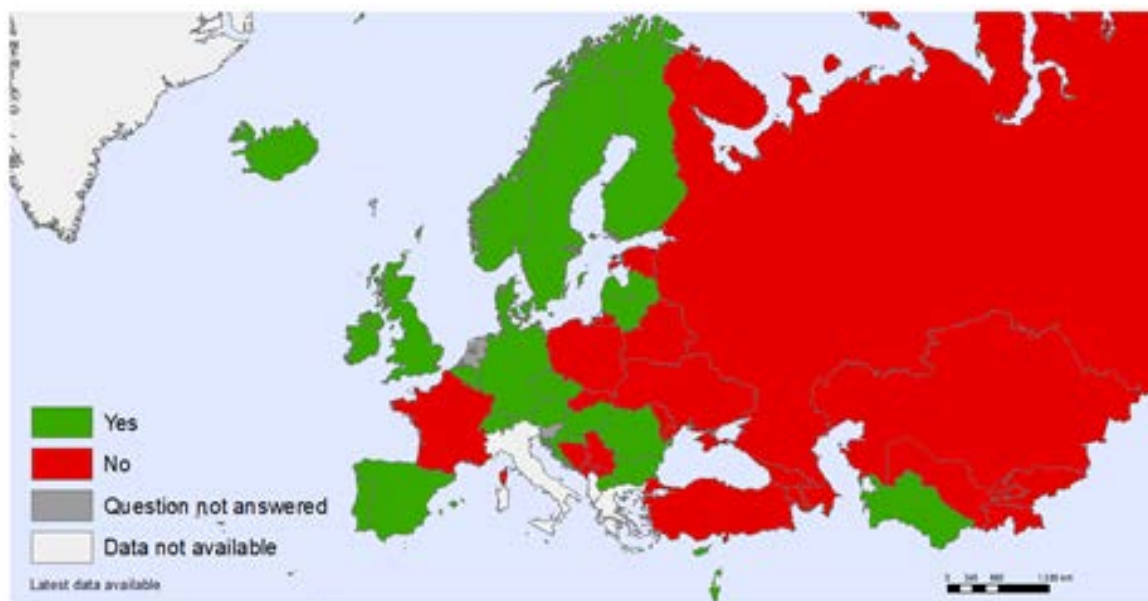 Yes
No
Question not answered
Data not available
Latest data available